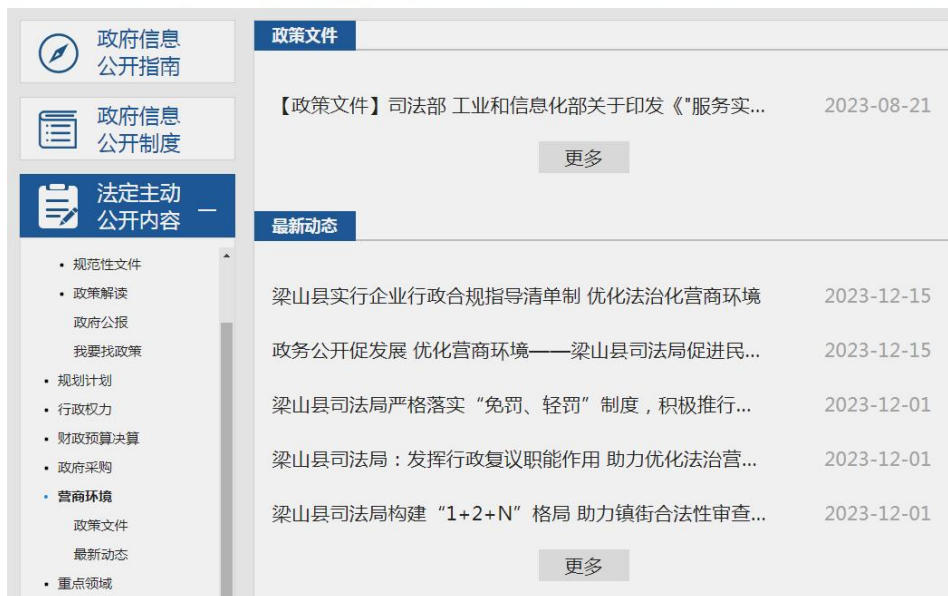 政府信息
公开指南
政府信息
公开制度
法定主动
公开内容
规范性文件
政策解读
政府公报
我要找政策
规划计划
行政权力
财政预算决算
政府采购
营商环境
政策文件
最新动态
重点领域
政策文件
【政策文件】司法部 工业和信息化部关于印发《"服务实... 2023-08-21
更多
最新动态
梁山县实行企业行政合规指导清单制 优化法治化营商环境 2023-12-15
政务公开促发展 优化营商环境——梁山县司法局促进民... 2023-12-15
梁山县司法局严格落实“免罚、轻罚”制度，积极推行... 2023-12-01
梁山县司法局：发挥行政复议职能作用 助力优化法治营... 2023-12-01
梁山县司法局构建“1+2+N”格局 助力镇街合法性审查... 2023-12-01
更多